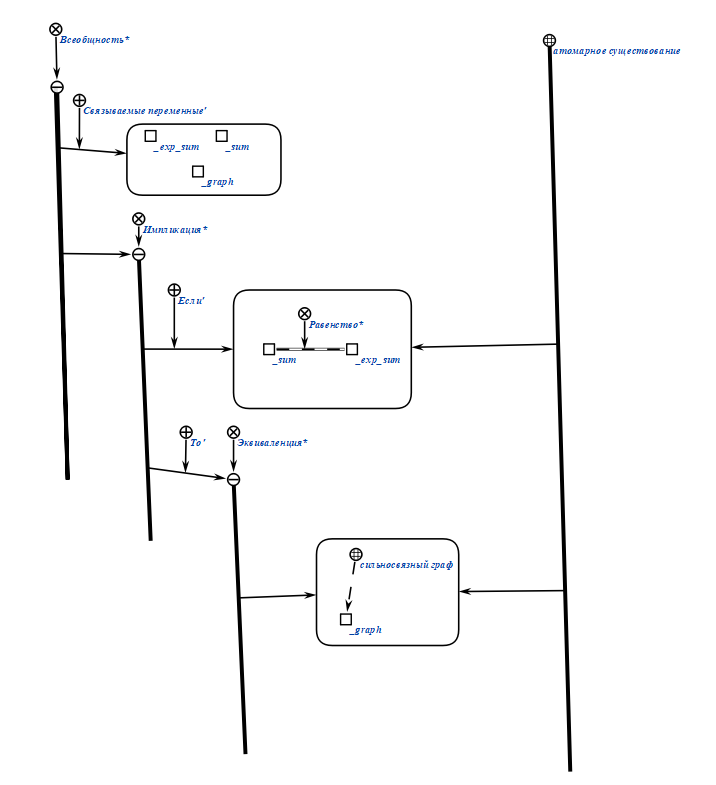 Всеобщность*
атомарное существование
Связываемые переменные'
_exp_sum
_sum
_graph
Импликация*
Если'
Равенство*
_sum
_exp_sum
То'
Эквиваленция*
сильносвязный граф
_graph